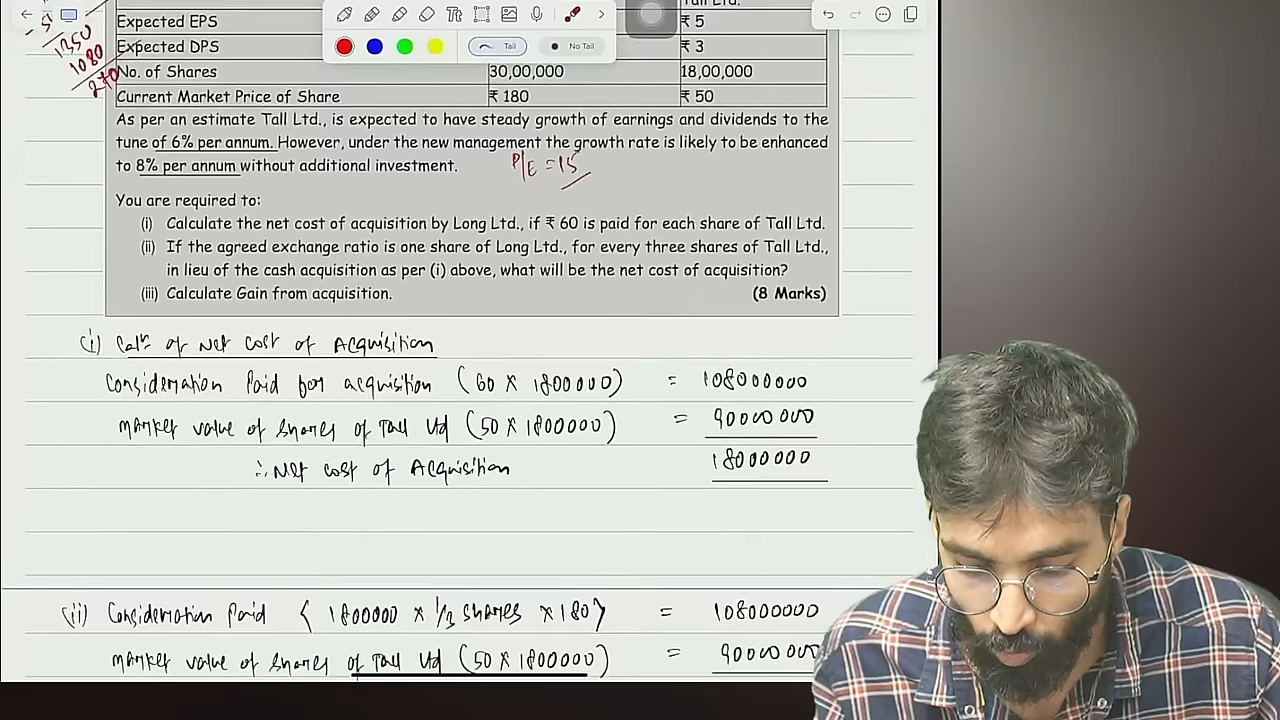 Tall Ltd.
5
1350
1080
270
Expected EPS ₹ 5
Expected DPS ₹ 3
No. of Shares 30,00,000 18,00,000
Current Market Price of Share ₹ 180 ₹ 50
Tail No Tail
As per an estimate Tall Ltd., is expected to have steady growth of earnings and dividends to the
tune of 6% per annum. However, under the new management the growth rate is likely to be enhanced
to 8% per annum without additional investment.
P/E = 15
You are required to:
(i) Calculate the net cost of acquisition by Long Ltd., if ₹ 60 is paid for each share of Tall Ltd.
(ii) If the agreed exchange ratio is one share of Long Ltd., for every three shares of Tall Ltd.,
in lieu of the cash acquisition as per (i) above, what will be the net cost of acquisition?
(iii) Calculate Gain from acquisition. (8 Marks)
(i) Calⁿ of Net cost of Acquisition
Consideration Paid for acquisition (60 × 1800000) = 108000000
market value of shares of Tall Ltd (50 × 1800000) = 90000000
∴ Net cost of Acquisition 18000000
(ii) Consideration Paid { 1800000 × 1/3 shares × 180 } = 108000000
market value of shares of Tall Ltd (50 × 1800000) = 90000000